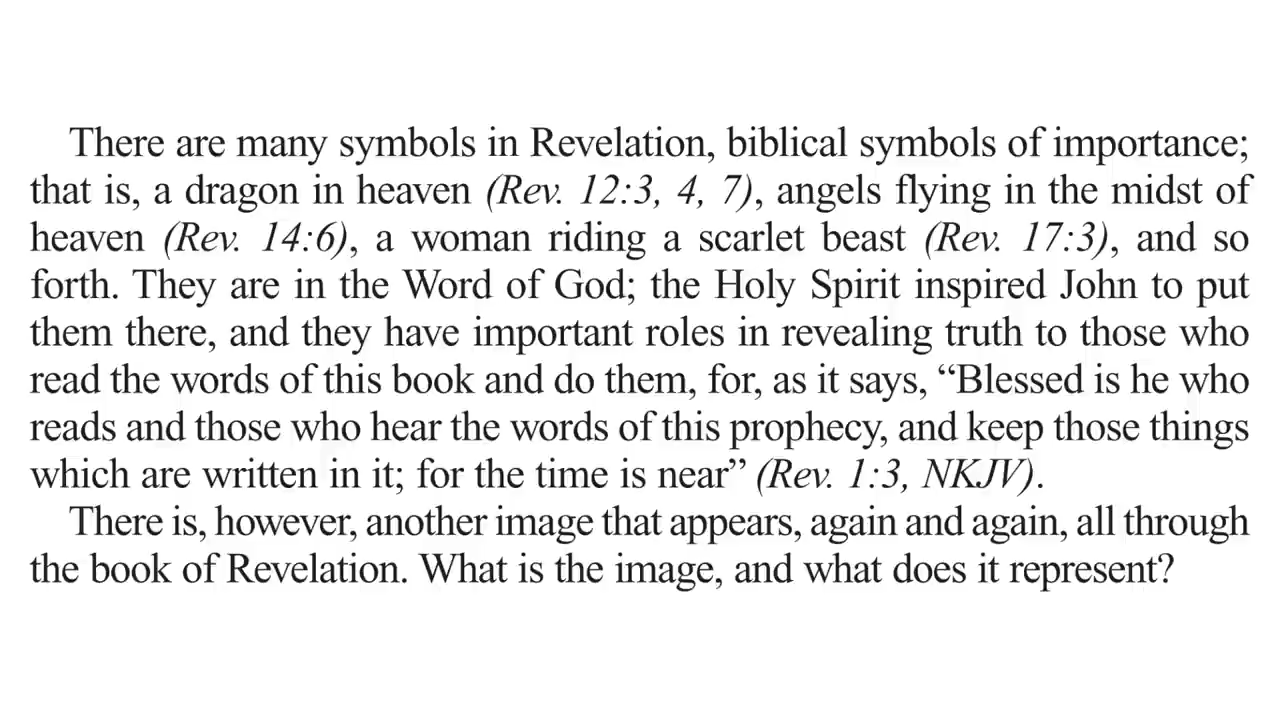 There are many symbols in Revelation, biblical symbols of importance;
that is, a dragon in heaven (Rev. 12:3, 4, 7), angels flying in the midst of
heaven (Rev. 14:6), a woman riding a scarlet beast (Rev. 17:3), and so
forth. They are in the Word of God; the Holy Spirit inspired John to put
them there, and they have important roles in revealing truth to those who
read the words of this book and do them, for, as it says, “Blessed is he who
reads and those who hear the words of this prophecy, and keep those things
which are written in it; for the time is near” (Rev. 1:3, NKJV).
There is, however, another image that appears, again and again, all through
the book of Revelation. What is the image, and what does it represent?